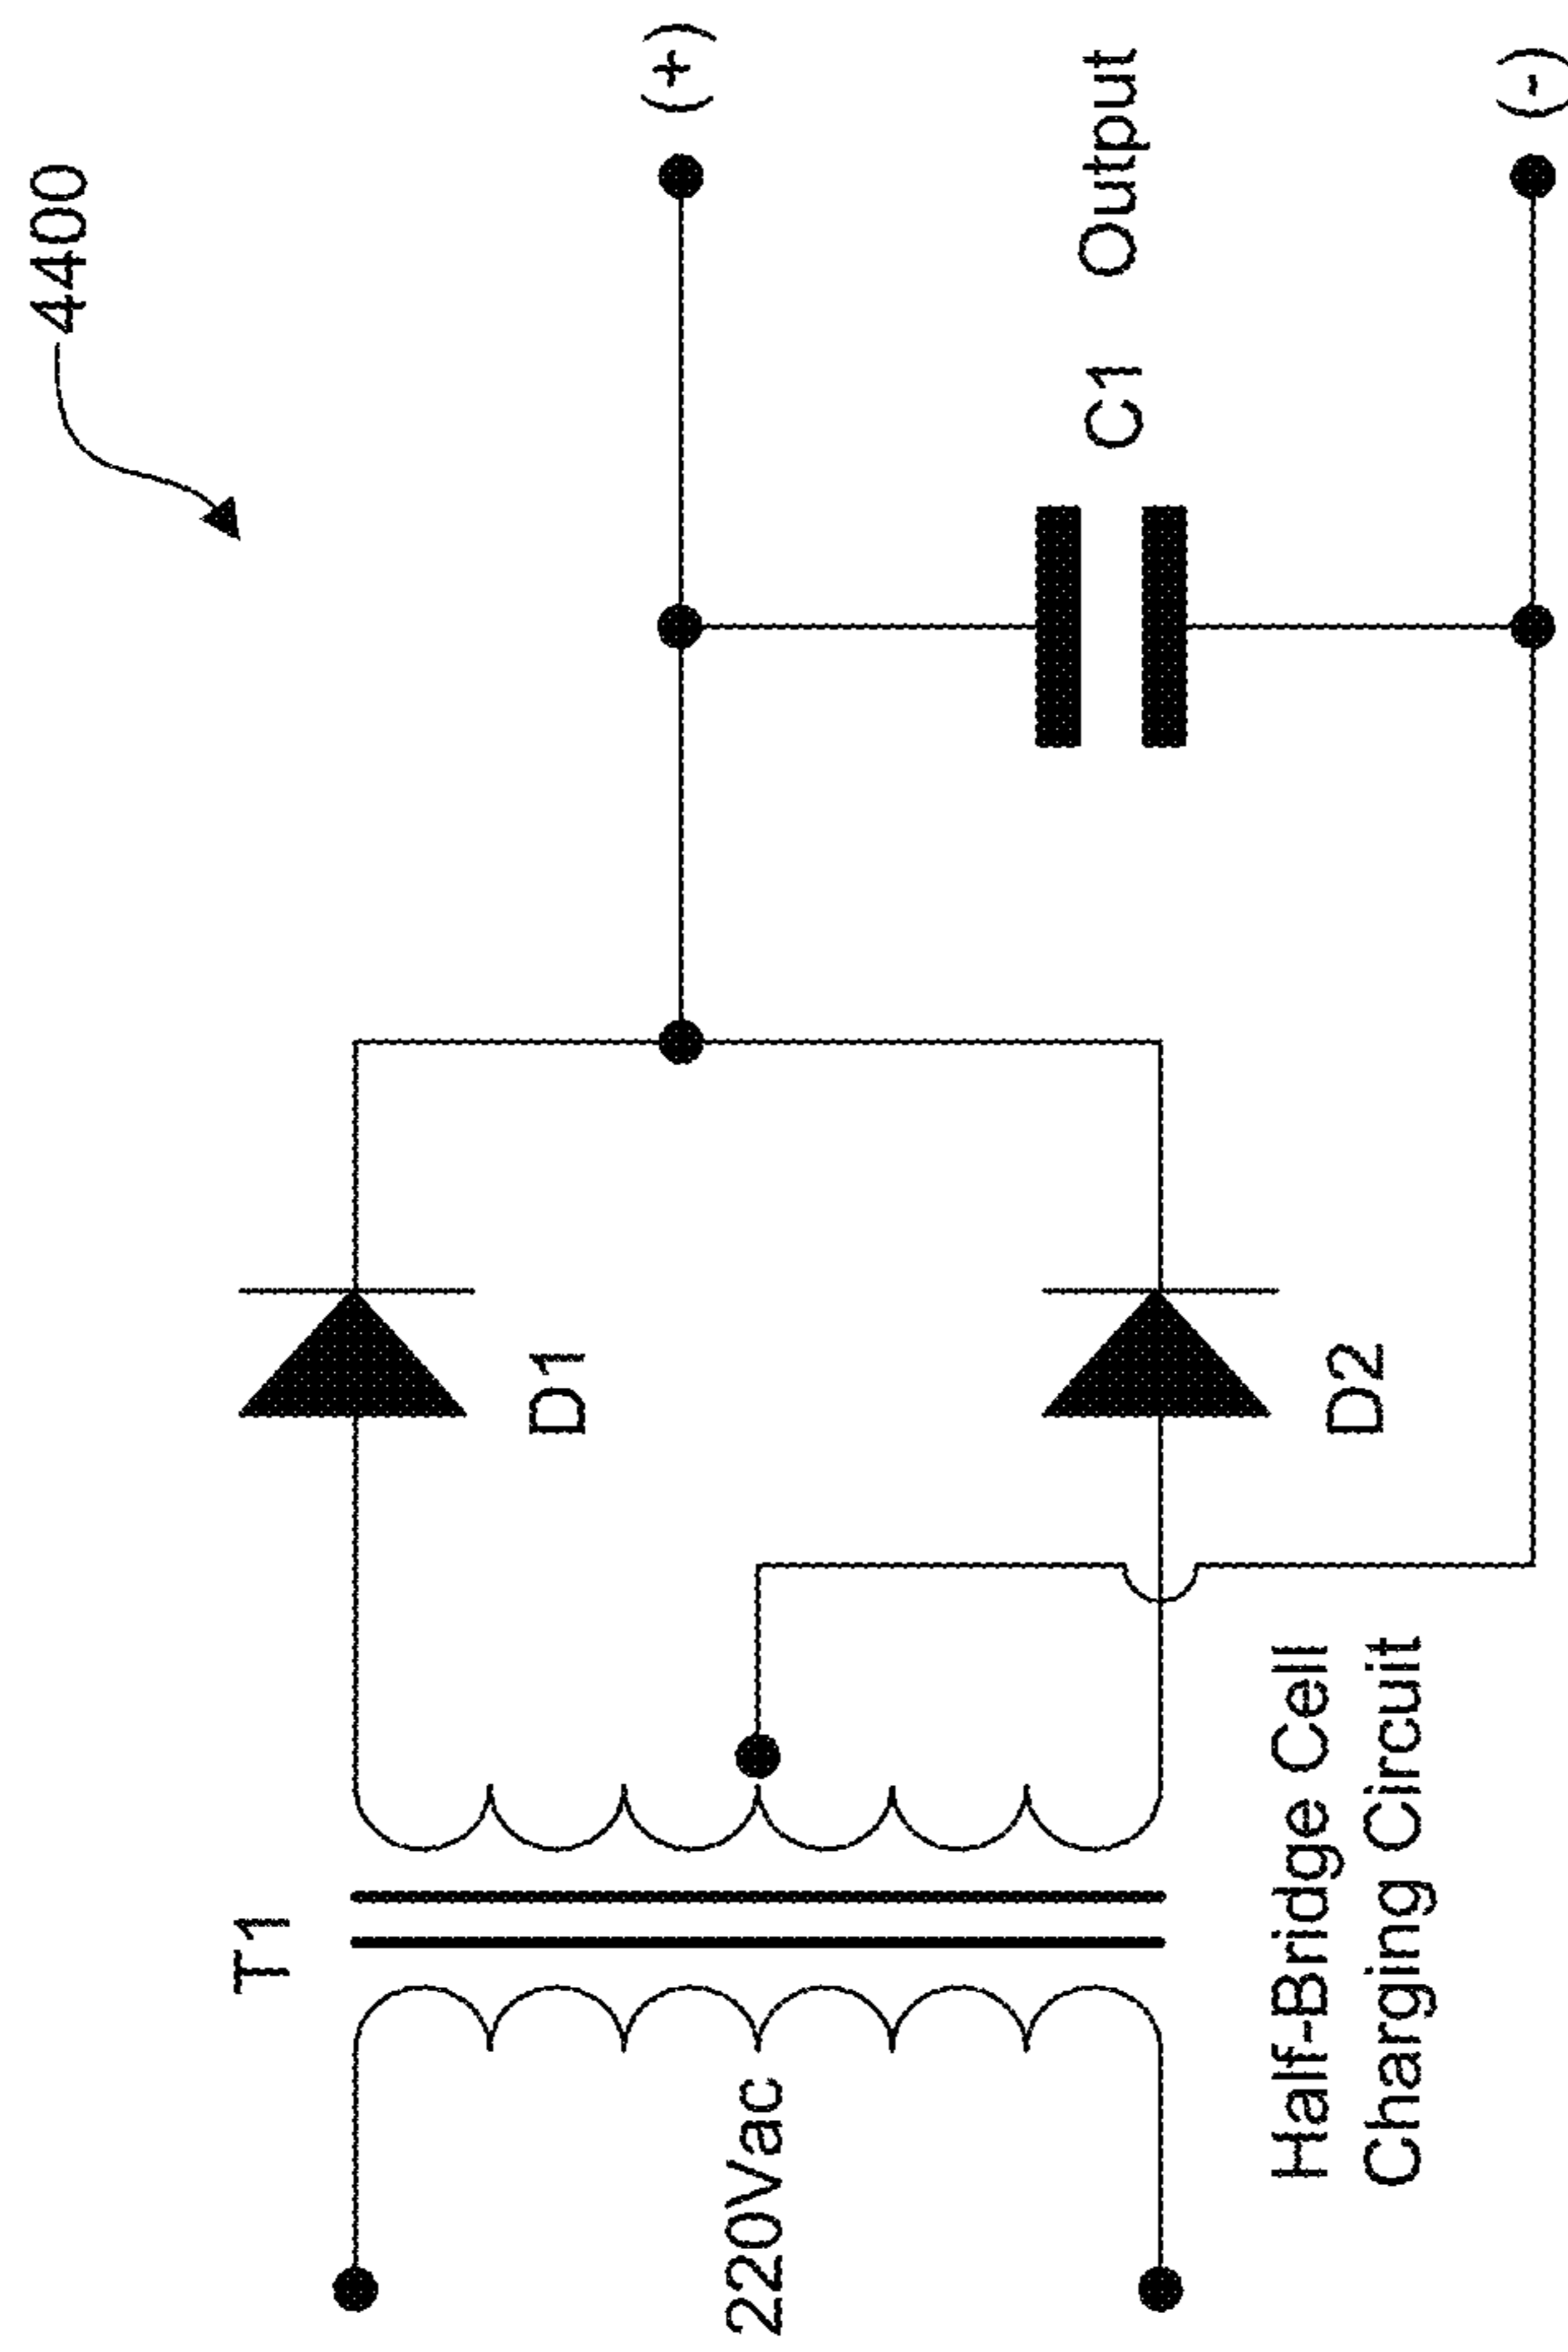 4400
T1
D1
(+)
220Vac
C1 Output
D2
Half-Bridge Cell
Charging Circuit
(-)